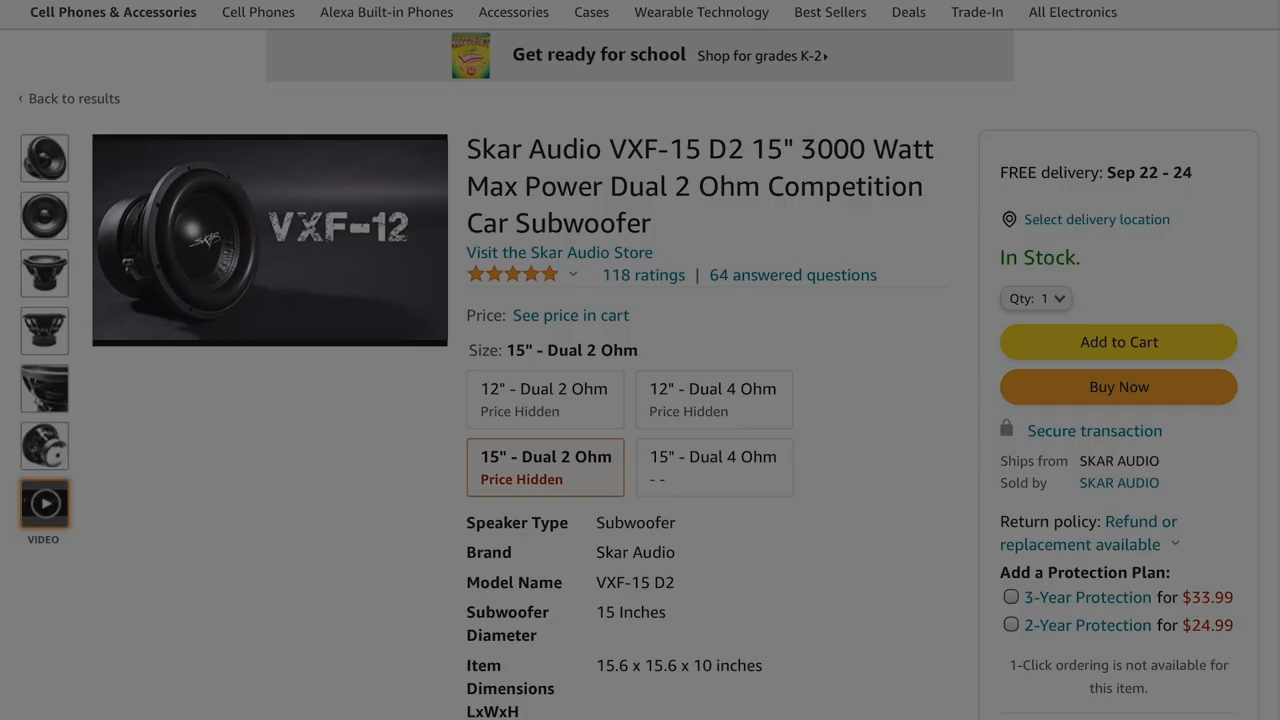 Cell Phones & Accessories Cell Phones Alexa Built-in Phones Accessories Cases Wearable Technology Best Sellers Deals Trade-In All Electronics
Get ready for school Shop for grades K-2▸
‹ Back to results
VIDEO
SKAR
VXF-12
Skar Audio VXF-15 D2 15" 3000 Watt
Max Power Dual 2 Ohm Competition
Car Subwoofer
Visit the Skar Audio Store
118 ratings | 64 answered questions
Price: See price in cart
Size: 15" - Dual 2 Ohm
12" - Dual 2 Ohm
Price Hidden
12" - Dual 4 Ohm
Price Hidden
15" - Dual 2 Ohm
Price Hidden
15" - Dual 4 Ohm
- -
Speaker Type Subwoofer
Brand Skar Audio
Model Name VXF-15 D2
Subwoofer 15 Inches
Diameter
Item 15.6 x 15.6 x 10 inches
Dimensions
LxWxH
FREE delivery: Sep 22 - 24
Select delivery location
In Stock.
Qty: 1
Add to Cart
Buy Now
Secure transaction
Ships from SKAR AUDIO
Sold by SKAR AUDIO
Return policy: Refund or
replacement available
Add a Protection Plan:
3-Year Protection for $33.99
2-Year Protection for $24.99
1-Click ordering is not available for
this item.